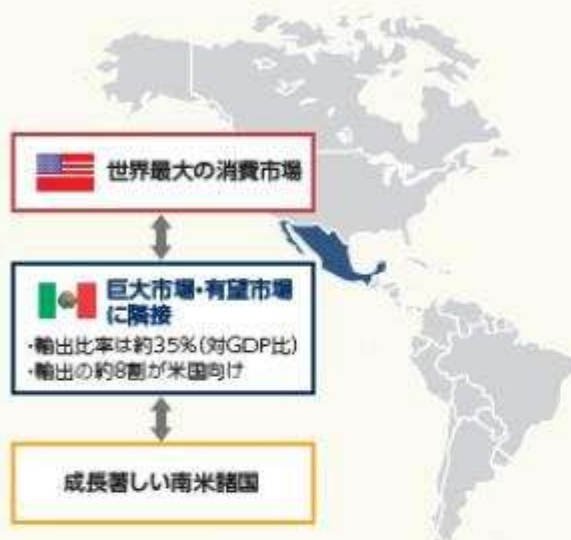 世界最大の消費市場
巨大市場・有望市場
に隣接
・輸出比率は約35%(対GDP比)
・輸出の約8割が米国向け
成長著しい南米諸国